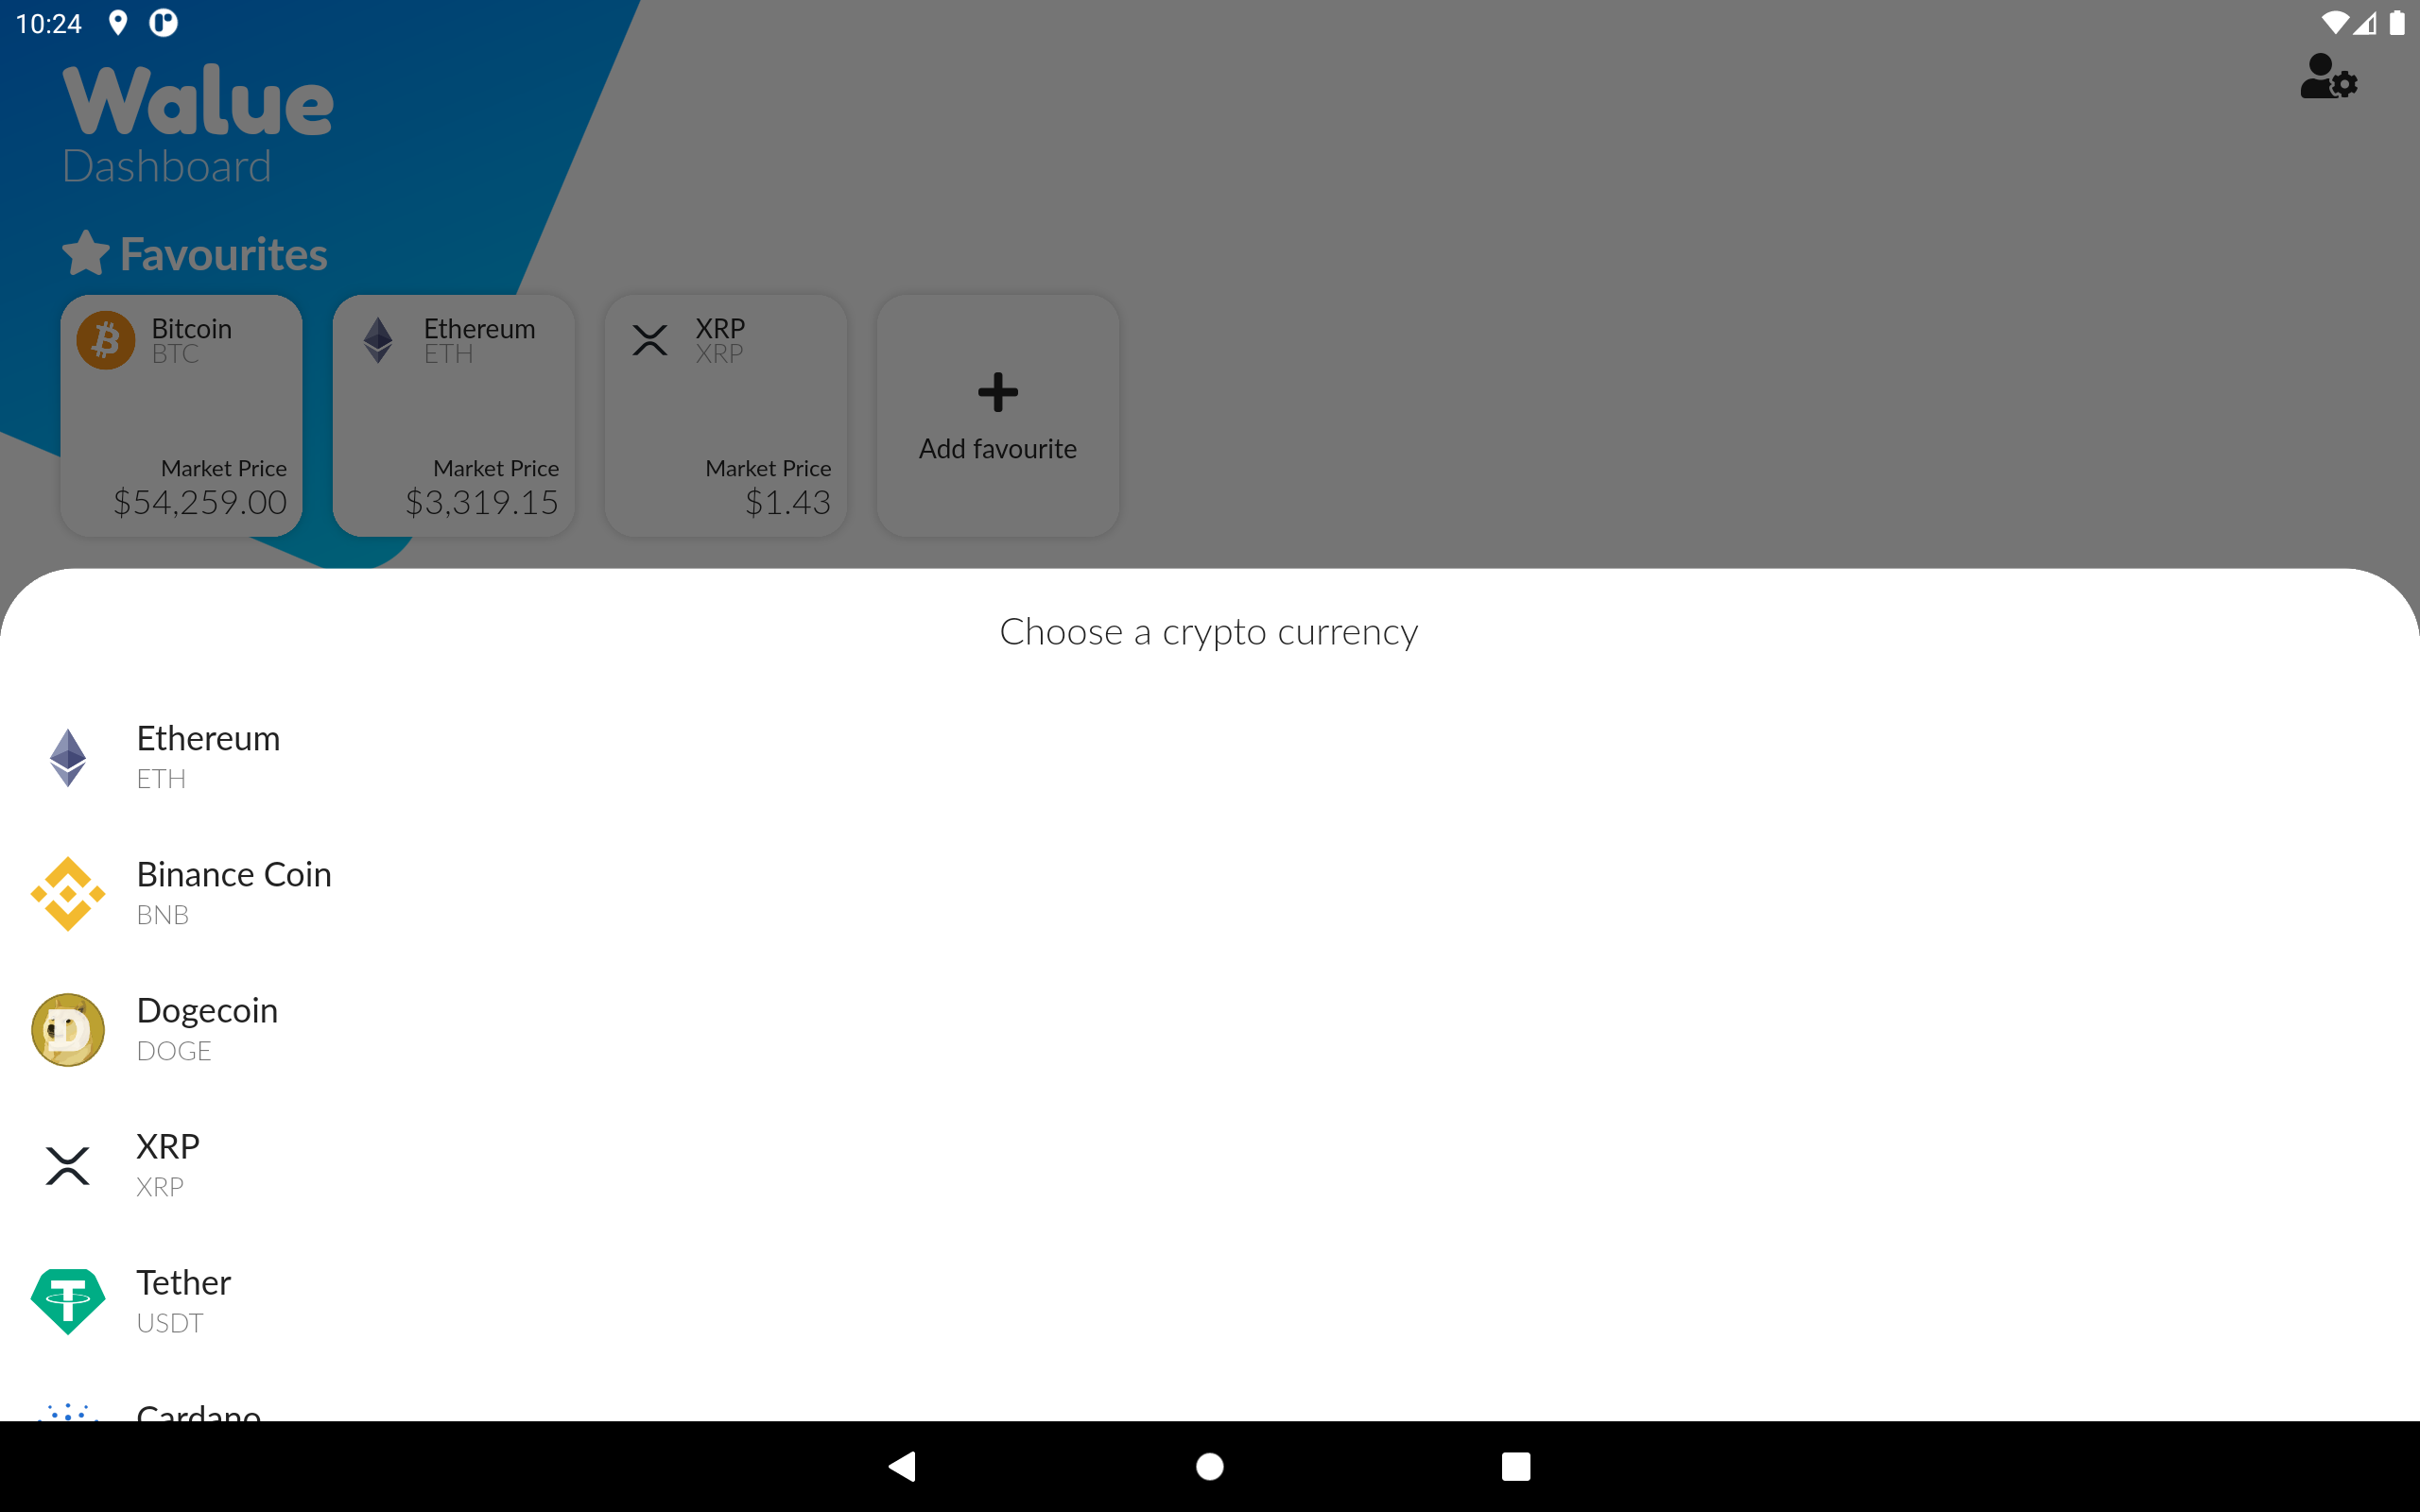 10:24
Walue
Dashboard
Favourites
Bitcoin
BTC
Market Price
$54,259.00
Ethereum
ETH
Market Price
$3,319.15
XRP
XRP
Market Price
$1.43
Add favourite
Choose a crypto currency
Ethereum
ETH
Binance Coin
BNB
Dogecoin
DOGE
XRP
XRP
Tether
USDT
Cardano